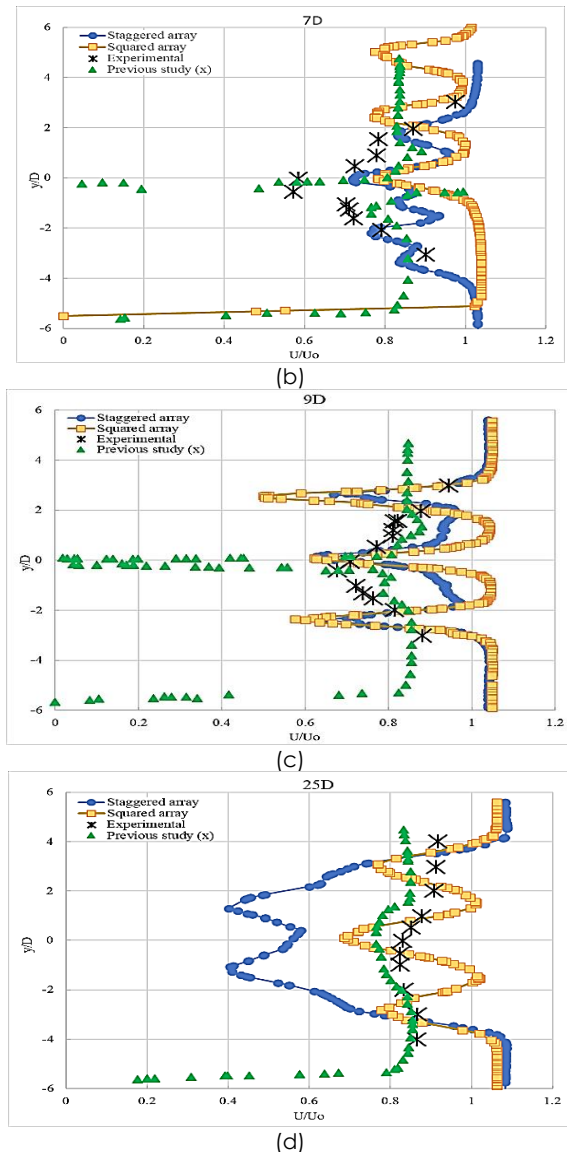 7D
6
4
2
0
-2
-4
-6
y/D
Staggered array
Squared array
Experimental
Previous study (x)
0 0.2 0.4 0.6 0.8 1 1.2
U/Uo
(b)
9D
6
4
2
0
-2
-4
-6
y/D
Staggered array
Squared array
Experimental
Previous study (x)
0 0.2 0.4 0.6 0.8 1 1.2
U/Uo
(c)
25D
6
4
2
0
-2
-4
-6
y/D
Staggered array
Squared array
Experimental
Previous study (x)
0 0.2 0.4 0.6 0.8 1 1.2
U/Uo
(d)